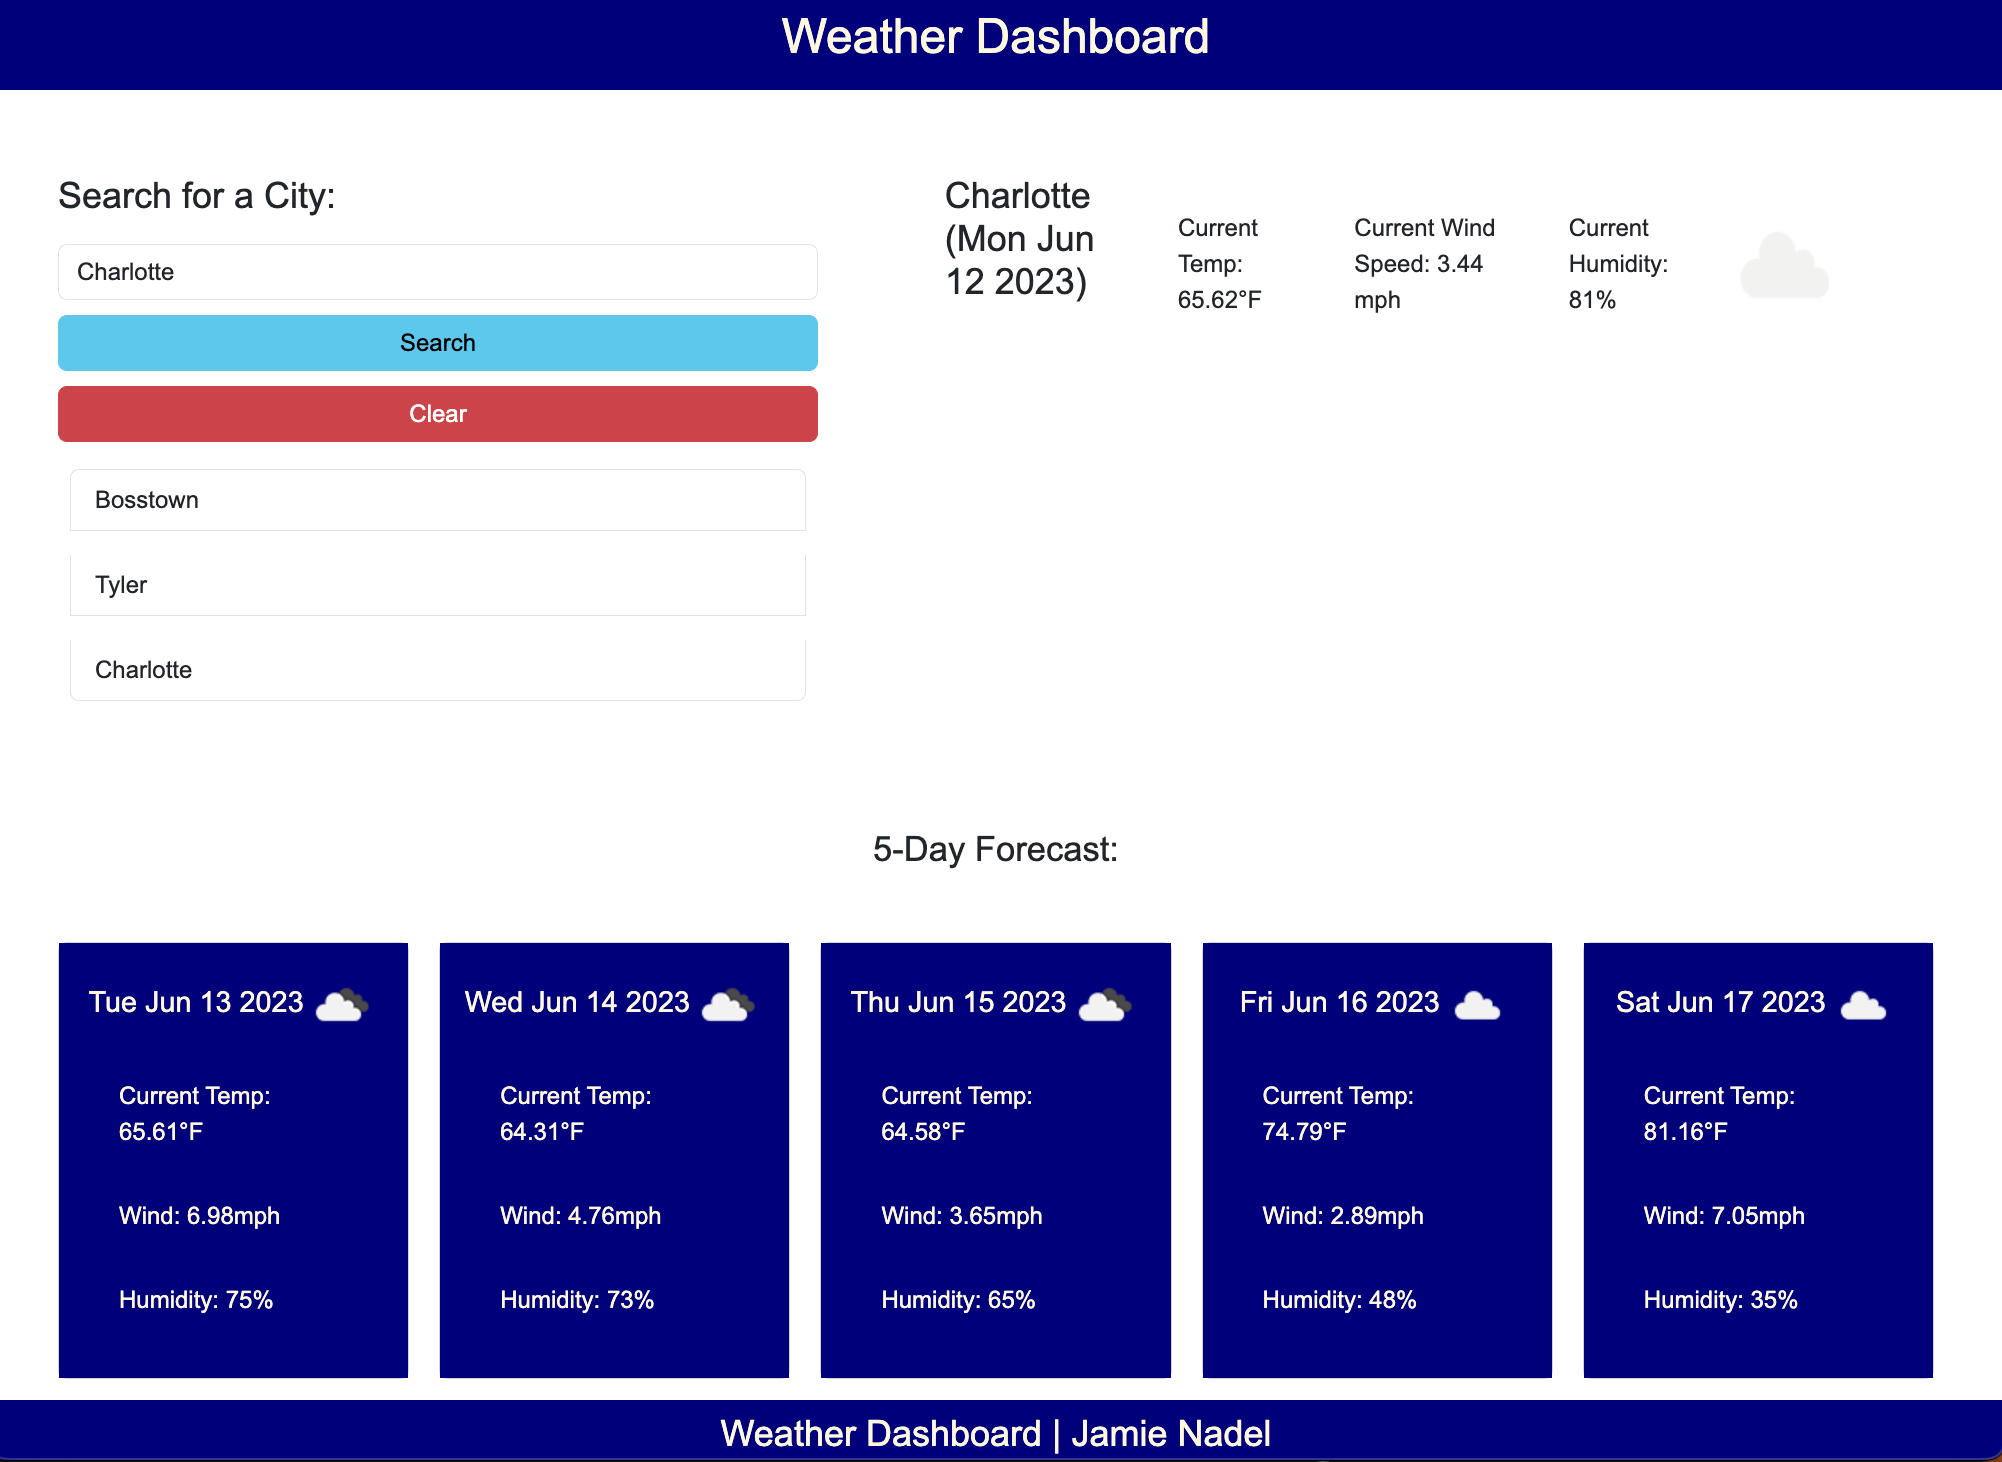 Weather Dashboard
Search for a City:
Charlotte
Search
Clear
Bosstown
Tyler
Charlotte
Charlotte
(Mon Jun
12 2023)
Current
Temp:
65.62°F
Current Wind
Speed: 3.44
mph
Current
Humidity:
81%
5-Day Forecast:
Tue Jun 13 2023
Current Temp:
65.61°F
Wind: 6.98mph
Humidity: 75%
Wed Jun 14 2023
Current Temp:
64.31°F
Wind: 4.76mph
Humidity: 73%
Thu Jun 15 2023
Current Temp:
64.58°F
Wind: 3.65mph
Humidity: 65%
Fri Jun 16 2023
Current Temp:
74.79°F
Wind: 2.89mph
Humidity: 48%
Sat Jun 17 2023
Current Temp:
81.16°F
Wind: 7.05mph
Humidity: 35%
Weather Dashboard | Jamie Nadel